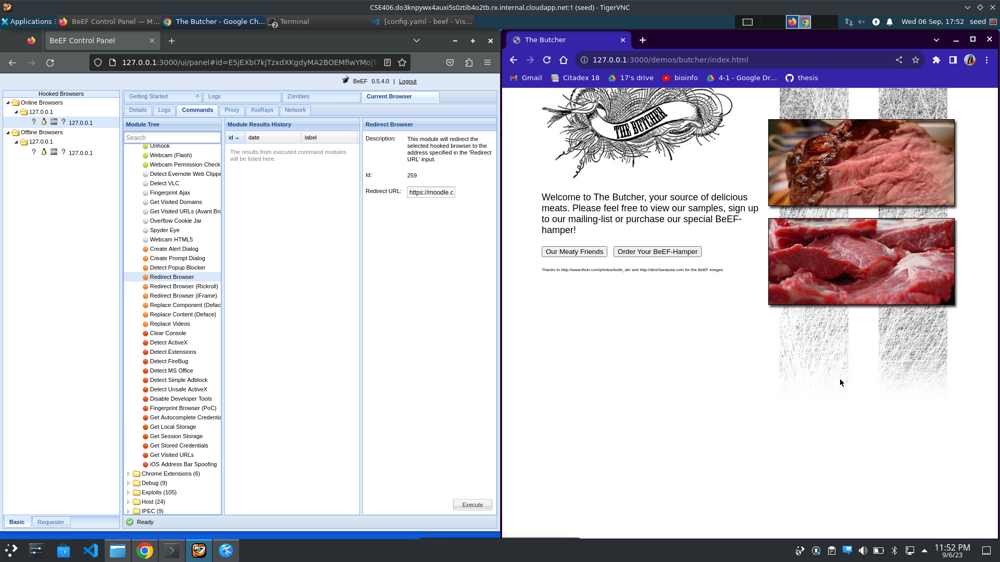 CSE406.do3knpywx4auxi5s0ztib4o2tb.rx.internal.cloudapp.net:1 (seed) - TigerVNC
Applications
BeEF Control Panel — M...
The Butcher - Google Ch...
2
Terminal
[config.yaml - beef - Vis...
Wed 06 Sep, 17:52
seed
BeEF Control Panel
127.0.0.1:3000/ui/panel#id=E5jEXbI7kjTzxdXKgdyMA2BOEMfiwYMojT
BeEF 0.5.4.0 | Logout
Hooked Browsers
Online Browsers
127.0.0.1
? vm ? 127.0.0.1
Offline Browsers
127.0.0.1
? ? 127.0.0.1
Basic
Requester
Getting Started
Logs
Zombies
Current Browser
Details
Logs
Commands
Proxy
XssRays
Network
Module Tree
Search
Unhook
Webcam (Flash)
Webcam Permission Check
Detect Evernote Web Clippe
Detect VLC
Fingerprint Ajax
Get Visited Domains
Get Visited URLs (Avant Bro
Overflow Cookie Jar
Spyder Eye
Webcam HTML5
Create Alert Dialog
Create Prompt Dialog
Detect Popup Blocker
Redirect Browser
Redirect Browser (Rickroll)
Redirect Browser (iFrame)
Replace Component (Defac
Replace Content (Deface)
Replace Videos
Clear Console
Detect ActiveX
Detect Extensions
Detect FireBug
Detect MS Office
Detect Simple Adblock
Detect Unsafe ActiveX
Disable Developer Tools
Fingerprint Browser (PoC)
Get Autocomplete Credentia
Get Local Storage
Get Session Storage
Get Stored Credentials
Get Visited URLs
iOS Address Bar Spoofing
Chrome Extensions (6)
Debug (9)
Exploits (105)
Host (24)
IPEC (9)
Ready
Module Results History
id
date
label
The results from executed command modules
will be listed here.
Redirect Browser
Description:
This module will redirect the
selected hooked browser to the
address specified in the 'Redirect
URL' input.
Id:
259
Redirect URL:
https://moodle.c
Execute
The Butcher
127.0.0.1:3000/demos/butcher/index.html
Gmail
Citadex 18
17's drive
bioinfo
4-1 - Google Dr...
thesis
THE BUTCHER
Welcome to The Butcher, your source of delicious
meats. Please feel free to view our samples, sign up
to our mailing-list or purchase our special BeEF-
hamper!
Our Meaty Friends
Order Your BeEF-Hamper
Thanks to http://www.flickr.com/photos/bulle_de/ and http://dineSarasota.com for the BeEF images
11:52 PM
9/6/23